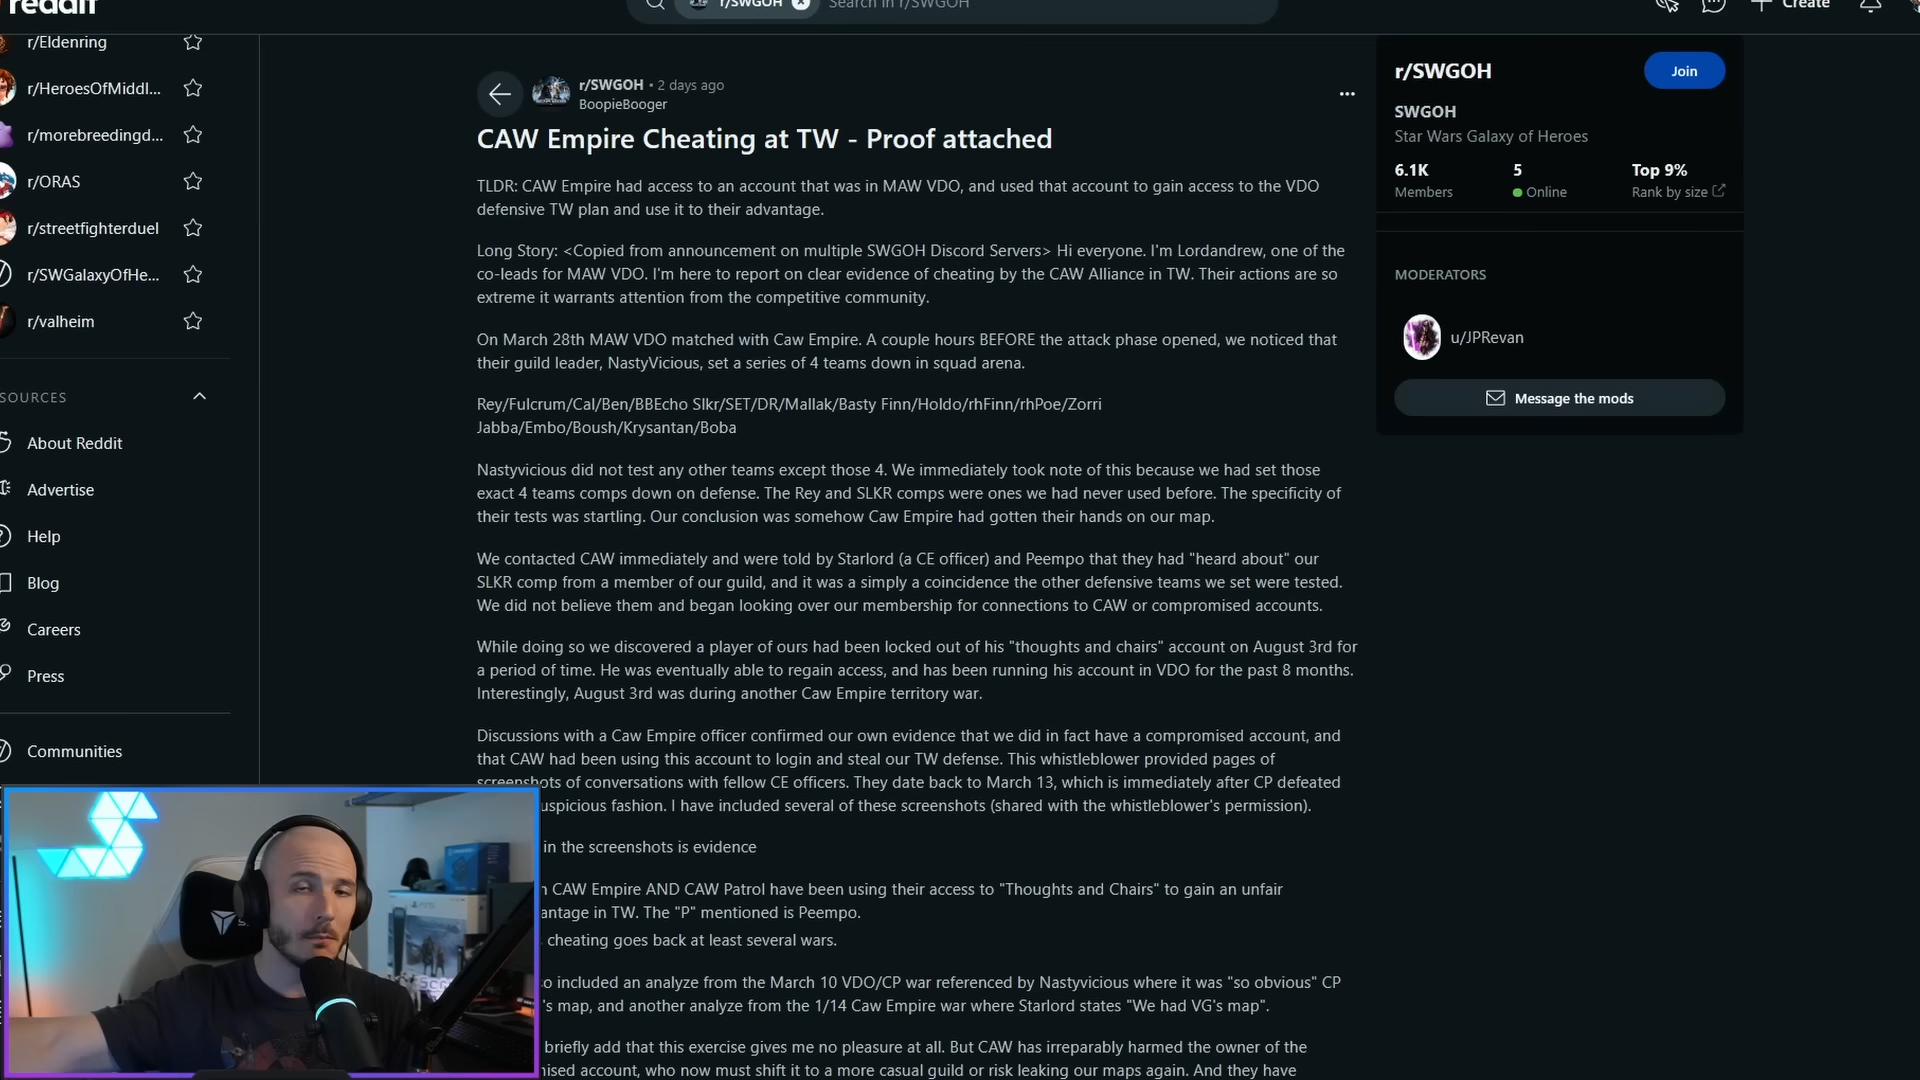 reddit
r/SWGOH
Search in r/SWGOH
Create
r/Eldenring
r/HeroesOfMiddl...
r/morebreedingd...
r/ORAS
r/streetfighterduel
r/SWGalaxyOfHe...
r/valheim
SOURCES
About Reddit
Advertise
Help
Blog
Careers
Press
Communities
r/SWGOH • 2 days ago
BoopieBooger
CAW Empire Cheating at TW - Proof attached
TLDR: CAW Empire had access to an account that was in MAW VDO, and used that account to gain access to the VDO
defensive TW plan and use it to their advantage.
Long Story: <Copied from announcement on multiple SWGOH Discord Servers> Hi everyone. I'm Lordandrew, one of the
co-leads for MAW VDO. I'm here to report on clear evidence of cheating by the CAW Alliance in TW. Their actions are so
extreme it warrants attention from the competitive community.
On March 28th MAW VDO matched with Caw Empire. A couple hours BEFORE the attack phase opened, we noticed that
their guild leader, NastyVicious, set a series of 4 teams down in squad arena.
Rey/Fulcrum/Cal/Ben/BBEcho Slkr/SET/DR/Mallak/Basty Finn/Holdo/rhFinn/rhPoe/Zorri
Jabba/Embo/Boush/Krysantan/Boba
Nastyvicious did not test any other teams except those 4. We immediately took note of this because we had set those
exact 4 teams comps down on defense. The Rey and SLKR comps were ones we had never used before. The specificity of
their tests was startling. Our conclusion was somehow Caw Empire had gotten their hands on our map.
We contacted CAW immediately and were told by Starlord (a CE officer) and Peempo that they had "heard about" our
SLKR comp from a member of our guild, and it was a simply a coincidence the other defensive teams we set were tested.
We did not believe them and began looking over our membership for connections to CAW or compromised accounts.
While doing so we discovered a player of ours had been locked out of his "thoughts and chairs" account on August 3rd for
a period of time. He was eventually able to regain access, and has been running his account in VDO for the past 8 months.
Interestingly, August 3rd was during another Caw Empire territory war.
Discussions with a Caw Empire officer confirmed our own evidence that we did in fact have a compromised account, and
that CAW had been using this account to login and steal our TW defense. This whistleblower provided pages of
screenshots of conversations with fellow CE officers. They date back to March 13, which is immediately after CP defeated
uspicious fashion. I have included several of these screenshots (shared with the whistleblower's permission).
in the screenshots is evidence
CAW Empire AND CAW Patrol have been using their access to "Thoughts and Chairs" to gain an unfair
antage in TW. The "P" mentioned is Peempo.
cheating goes back at least several wars.
so included an analyze from the March 10 VDO/CP war referenced by Nastyvicious where it was "so obvious" CP
's map, and another analyze from the 1/14 Caw Empire war where Starlord states "We had VG's map".
briefly add that this exercise gives me no pleasure at all. But CAW has irreparably harmed the owner of the
ised account, who now must shift it to a more casual guild or risk leaking our maps again. And they have
r/SWGOH
Join
SWGOH
Star Wars Galaxy of Heroes
6.1K
5
Top 9%
Members
Online
Rank by size
MODERATORS
u/JPRevan
Message the mods